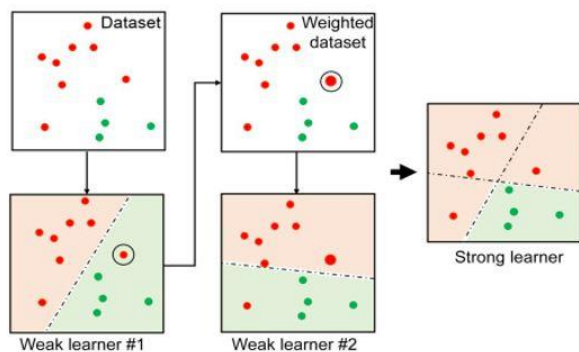 Dataset
Weighted
dataset
Weak learner #1
Weak learner #2
Strong learner